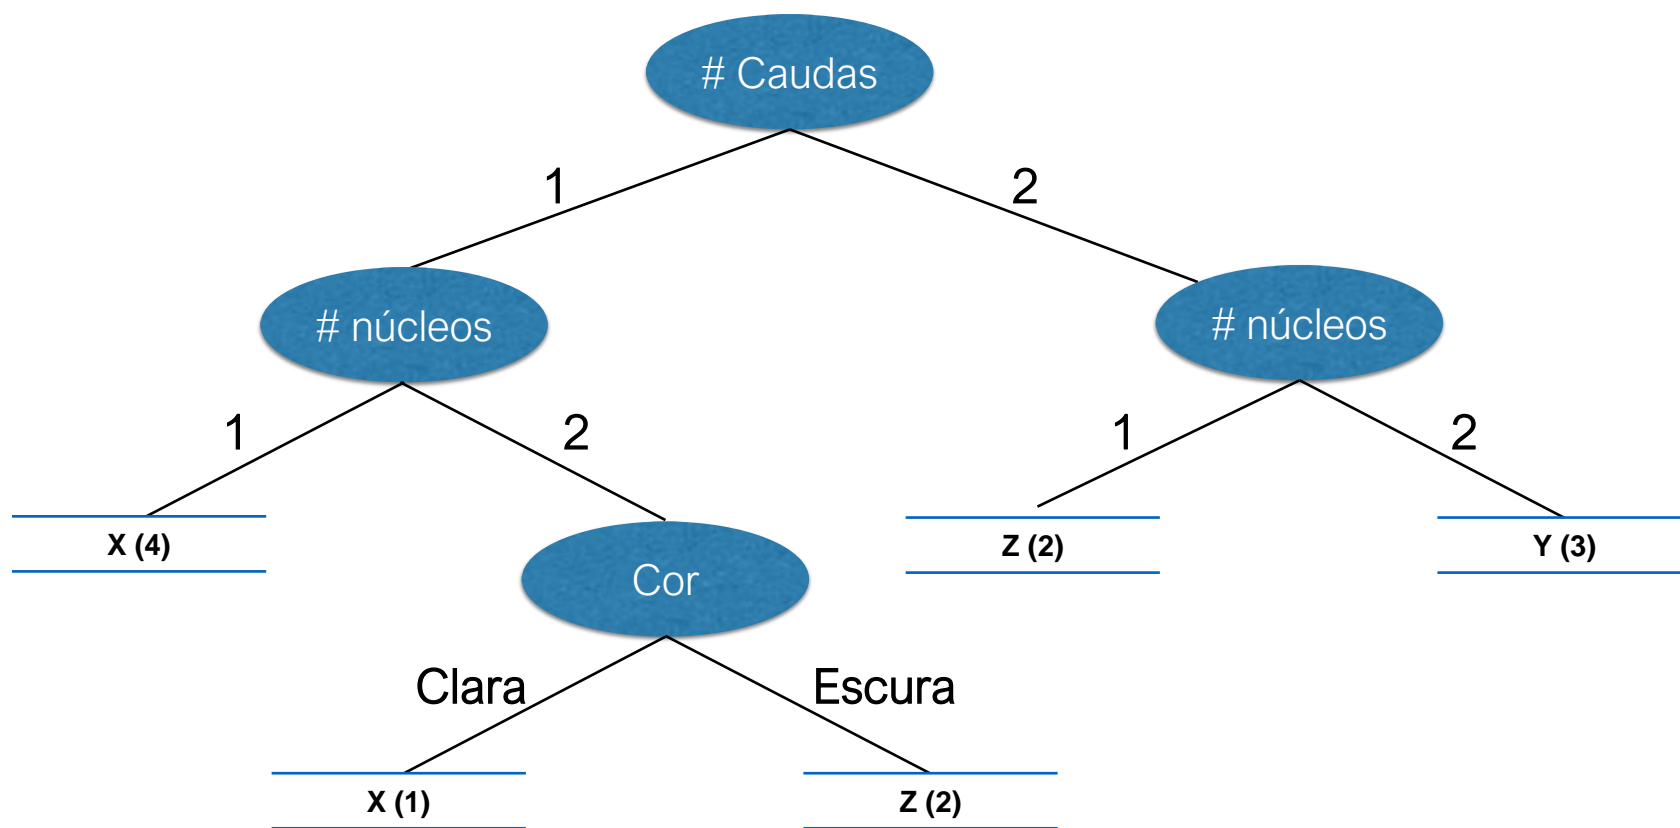 # Caudas
1
2
# núcleos
# núcleos
1
2
1
2
X (4)
Z (2)
Y (3)
Cor
Clara
Escura
X (1)
Z (2)